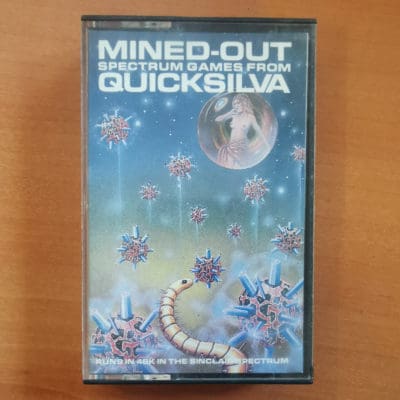 MINED-OUT
SPECTRUM GAMES FROM
QUICKSILVA
RUNS IN 48K IN THE SINCLAIR SPECTRUM